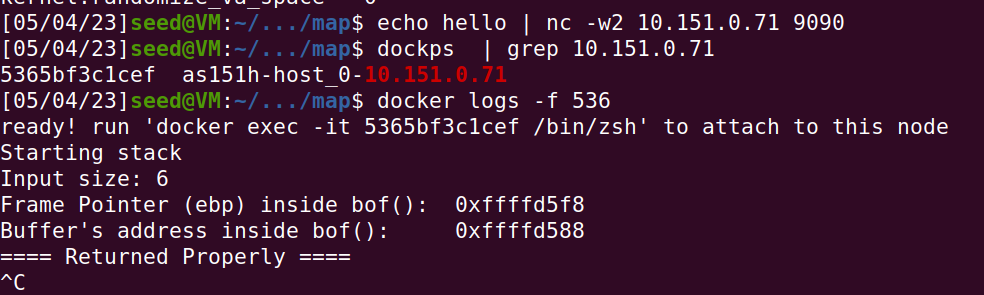 kernel.randomize_va_space = 0
[05/04/23]seed@VM:~/.../map$ echo hello | nc -w2 10.151.0.71 9090
[05/04/23]seed@VM:~/.../map$ dockps  | grep 10.151.0.71
5365bf3c1cef  as151h-host_0-10.151.0.71
[05/04/23]seed@VM:~/.../map$ docker logs -f 536
ready! run 'docker exec -it 5365bf3c1cef /bin/zsh' to attach to this node
Starting stack
Input size: 6
Frame Pointer (ebp) inside bof():  0xffffd5f8
Buffer's address inside bof():     0xffffd588
==== Returned Properly ====
^C